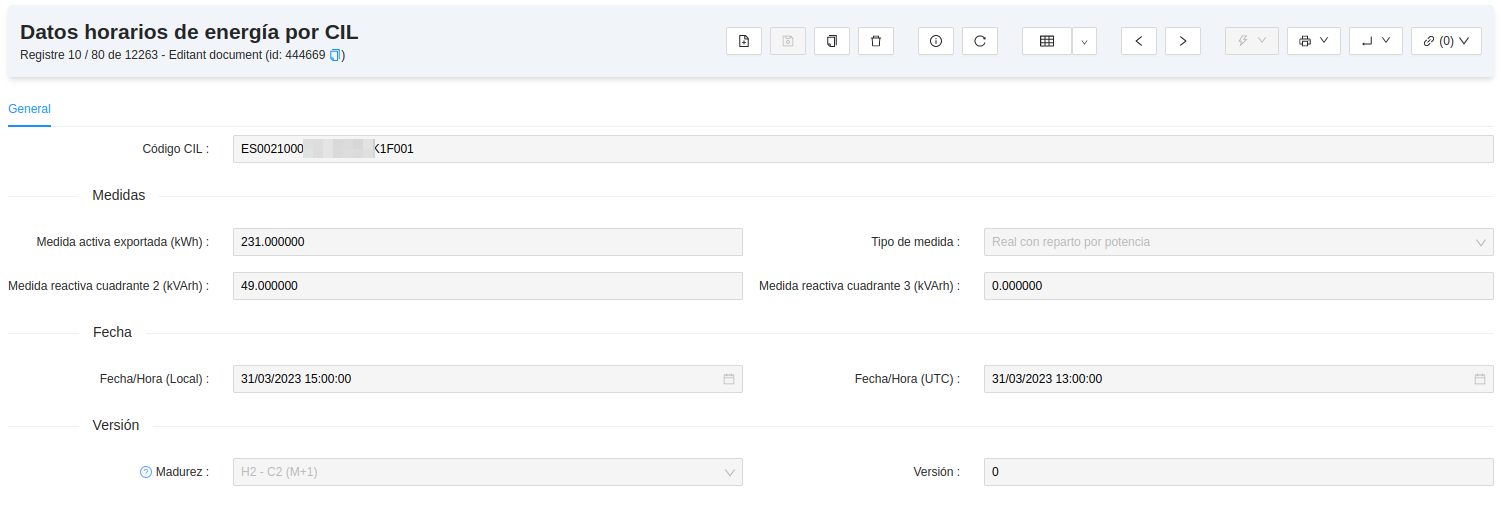 Datos horarios de energía por CIL
Registre 10 / 80 de 12263 - Editant document (id: 444669 )
(0)
General
Código CIL : ES0021000 K1F001
Medidas
Medida activa exportada (kWh) : 231.000000 Tipo de medida : Real con reparto por potencia
Medida reactiva cuadrante 2 (kVArh) : 49.000000 Medida reactiva cuadrante 3 (kVArh) : 0.000000
Fecha
Fecha/Hora (Local) : 31/03/2023 15:00:00 Fecha/Hora (UTC) : 31/03/2023 13:00:00
Versión
Madurez : H2 - C2 (M+1) Versión : 0